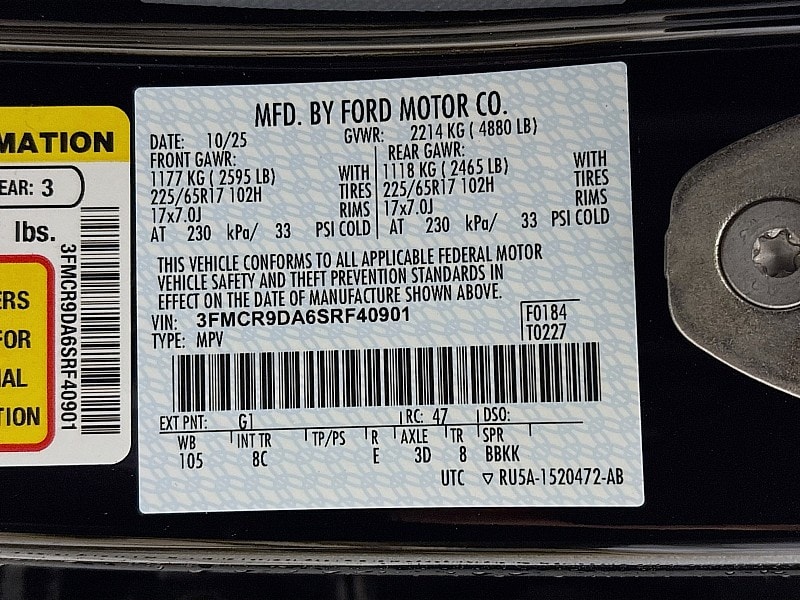 MATION
EAR: 3
lbs.
ERS
FOR
IAL
TION
3FMCR9DA6SRF40901
MFD. BY FORD MOTOR CO.
DATE: 10/25 GVWR: 2214 KG ( 4880 LB)
FRONT GAWR: REAR GAWR:
1177 KG ( 2595 LB) WITH 1118 KG ( 2465 LB) WITH
225/65R17 102H TIRES 225/65R17 102H TIRES
17x7.0J RIMS 17x7.0J RIMS
AT 230 kPa/ 33 PSI COLD AT 230 kPa/ 33 PSI COLD
THIS VEHICLE CONFORMS TO ALL APPLICABLE FEDERAL MOTOR
VEHICLE SAFETY AND THEFT PREVENTION STANDARDS IN
EFFECT ON THE DATE OF MANUFACTURE SHOWN ABOVE.
VIN: 3FMCR9DA6SRF40901 F0184
TYPE: MPV T0227
EXT PNT: G1 RC: 47 DSO:
WB INT TR TP/PS R AXLE TR SPR
105 8C E 3D 8 BBKK
UTC ▽ RU5A-1520472-AB